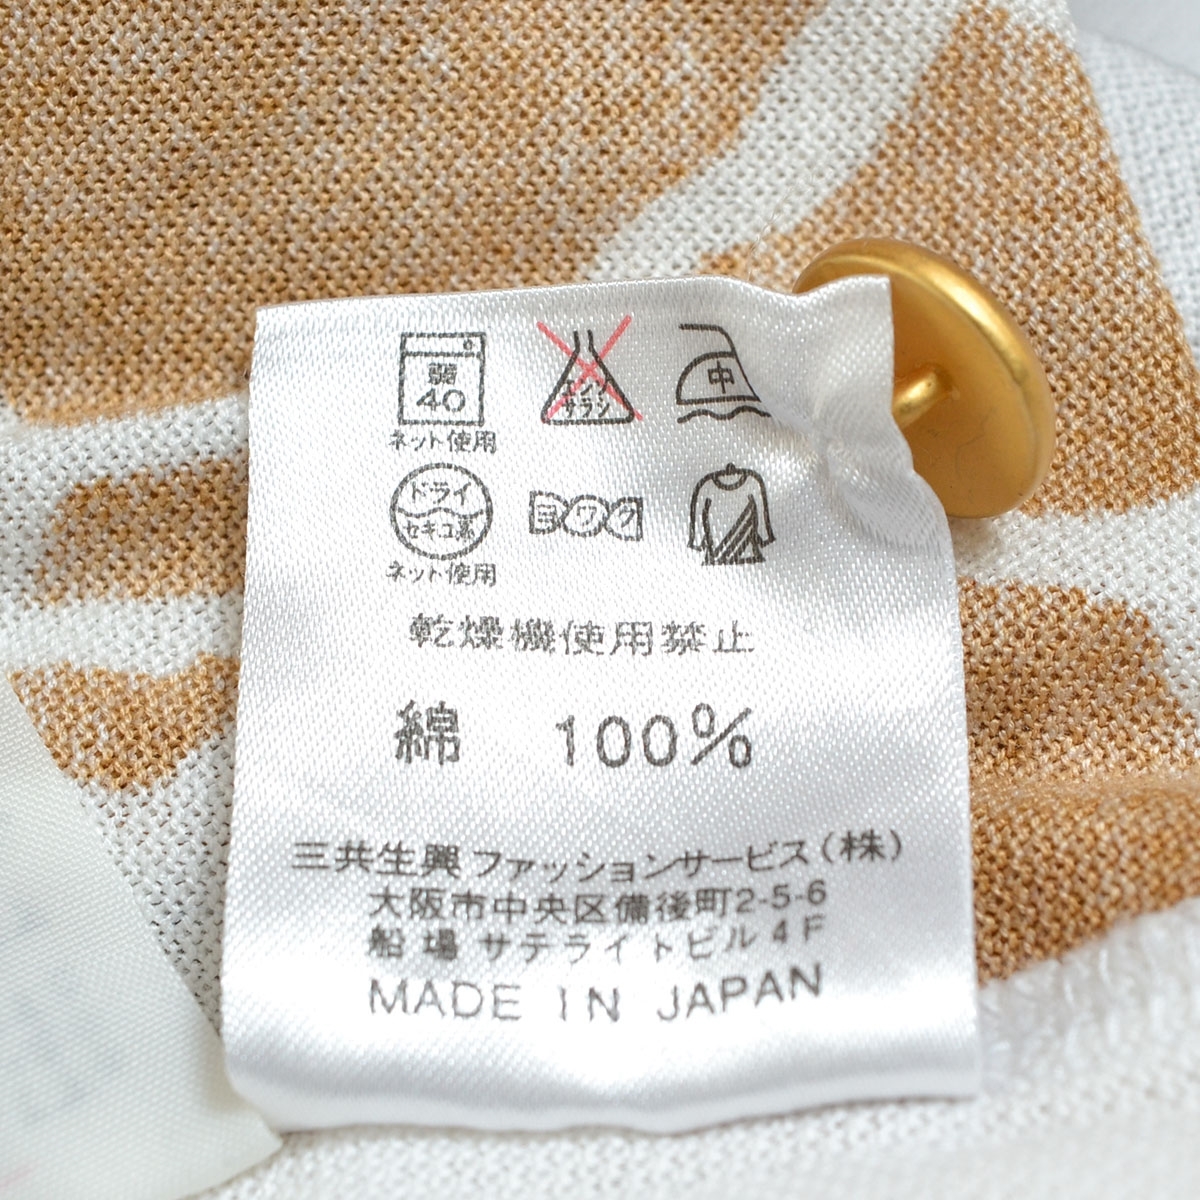 弱
40
ネット使用
エンソ
サラシ
中
ドライ
セキユ系
ネット使用
ヨワク
乾燥機使用禁止
綿 100%
三共生興ファッションサービス(株)
大阪市中央区備後町2-5-6
船場 サテライトビル4F
MADE IN JAPAN